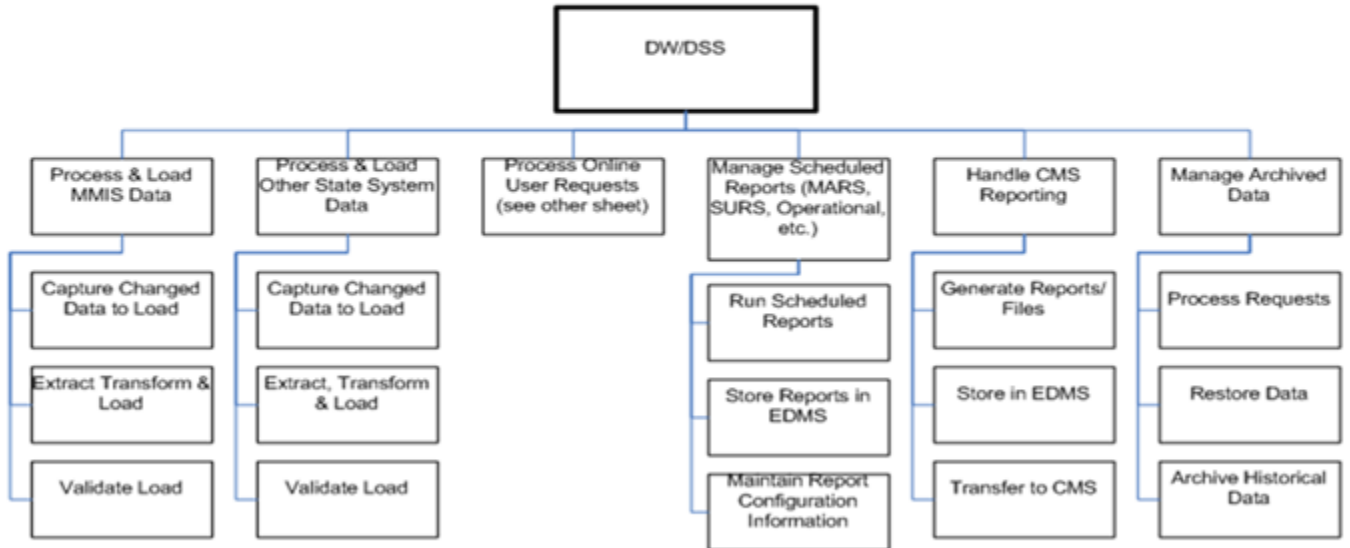 DW/DSS
Process & Load
MMIS Data
Process & Load
Other State System
Data
Process Online
User Requests
(see other sheet)
Manage Scheduled
Reports (MARS,
SURS, Operational,
etc.)
Handle CMS
Reporting
Manage Archived
Data
Capture Changed
Data to Load
Extract Transform &
Load
Validate Load
Capture Changed
Data to Load
Extract, Transform
& Load
Validate Load
Run Scheduled
Reports
Store Reports in
EDMS
Maintain Report
Configuration
Information
Generate Reports/
Files
Store in EDMS
Transfer to CMS
Process Requests
Restore Data
Archive Historical
Data